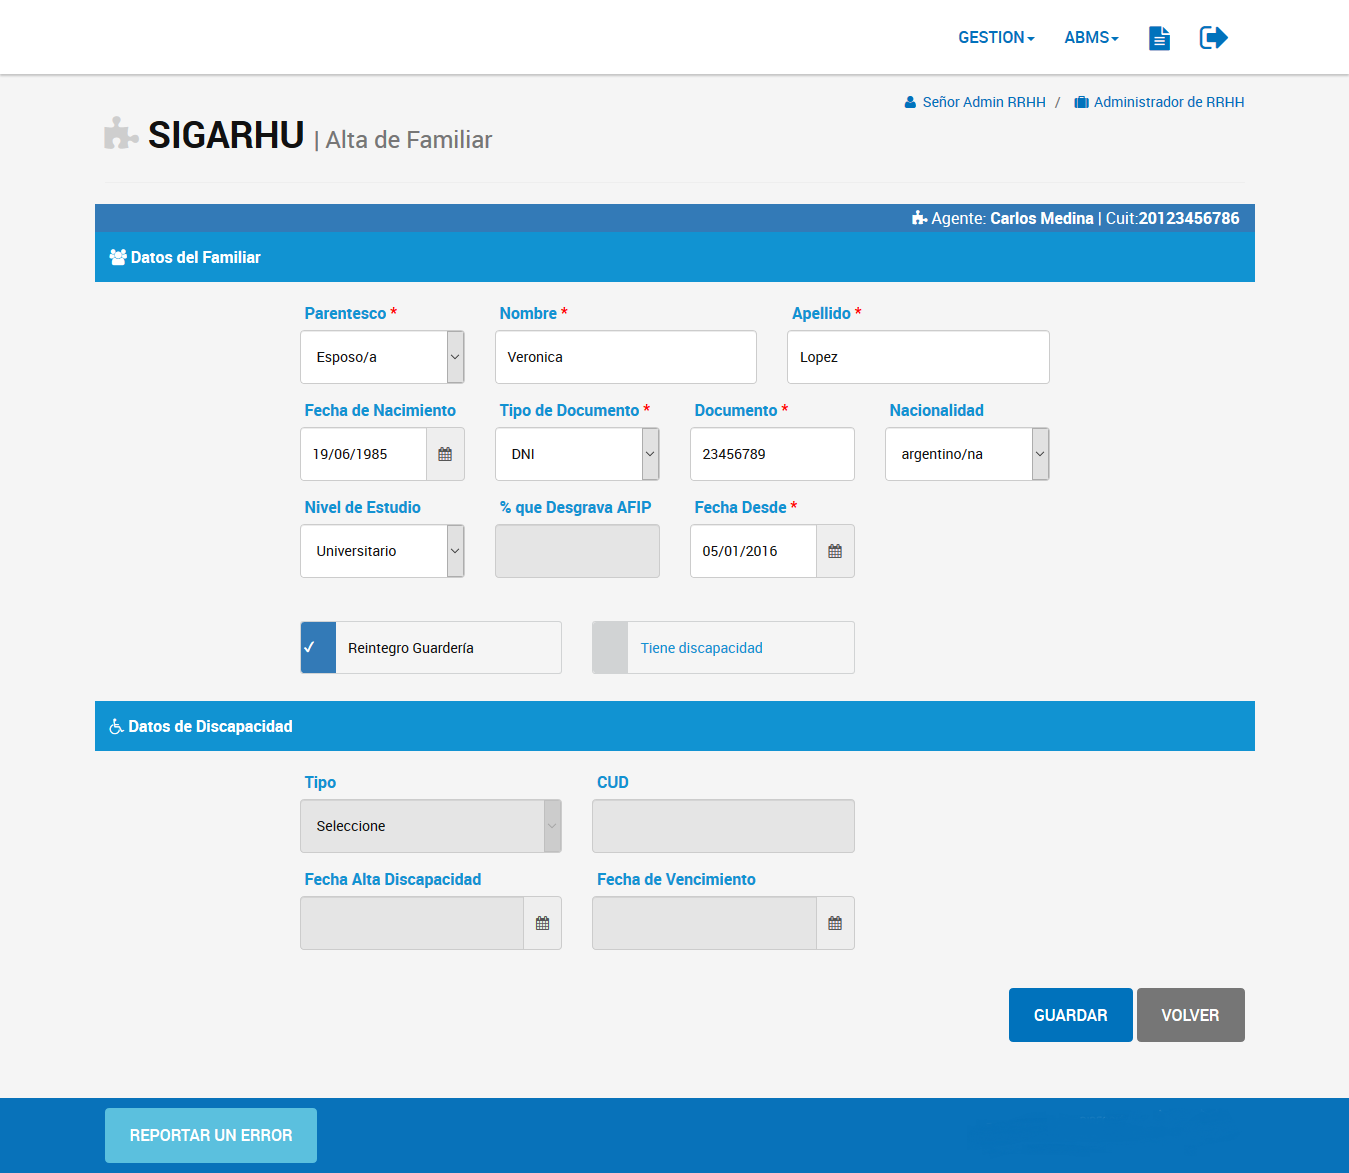 GESTION ABMS
Señor Admin RRHH / Administrador de RRHH
SIGARHU | Alta de Familiar
Agente: Carlos Medina | Cuit:20123456786
Datos del Familiar
Parentesco * Nombre * Apellido *
Esposo/a Veronica Lopez
Fecha de Nacimiento Tipo de Documento * Documento * Nacionalidad
19/06/1985 DNI 23456789 argentino/na
Nivel de Estudio % que Desgrava AFIP Fecha Desde *
Universitario 05/01/2016
Reintegro Guardería Tiene discapacidad
Datos de Discapacidad
Tipo CUD
Seleccione
Fecha Alta Discapacidad Fecha de Vencimiento
GUARDAR VOLVER
REPORTAR UN ERROR